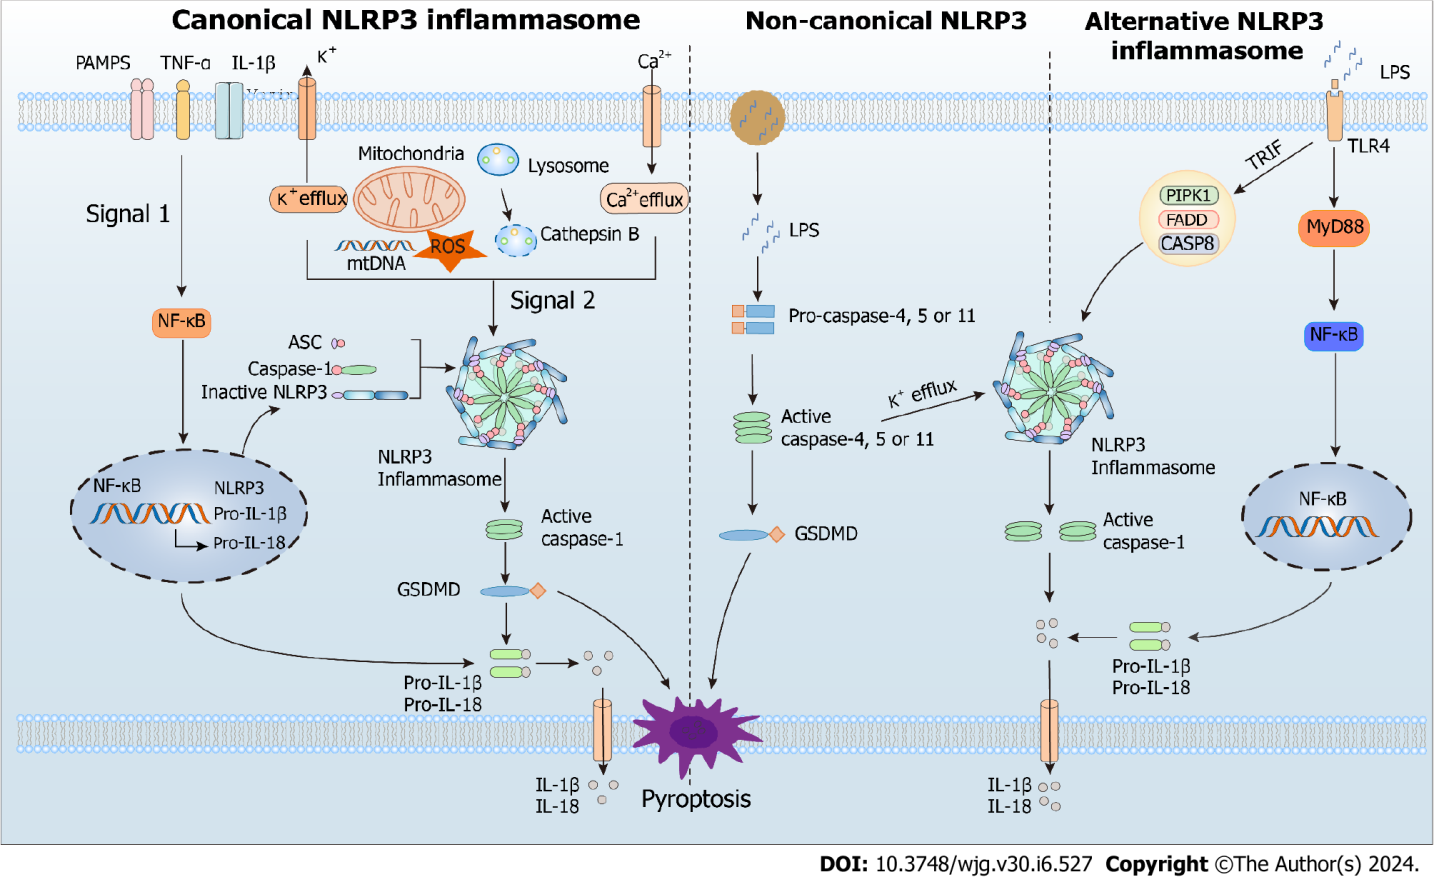 Canonical NLRP3 inflammasome
PAMPS
TNF-α
IL-1β
K⁺
Ca²⁺
Mitochondria
Lysosome
K⁺efflux
Ca²⁺efflux
Signal 1
Cathepsin B
ROS
mtDNA
Signal 2
NF-κB
ASC
Caspase-1
Inactive NLRP3
NLRP3
Inflammasome
NF-κB
NLRP3
Pro-IL-1β
Pro-IL-18
Active
caspase-1
GSDMD
Pro-IL-1β
Pro-IL-18
IL-1β
IL-18
Pyroptosis
Non-canonical NLRP3
LPS
Pro-caspase-4, 5 or 11
Active
caspase-4, 5 or 11
K⁺ efflux
GSDMD
Alternative NLRP3
inflammasome
LPS
TLR4
TRIF
PIPK1
FADD
CASP8
MyD88
NF-κB
NLRP3
Inflammasome
NF-κB
Active
caspase-1
Pro-IL-1β
Pro-IL-18
IL-1β
IL-18
DOI: 10.3748/wjg.v30.i6.527 Copyright ©The Author(s) 2024.